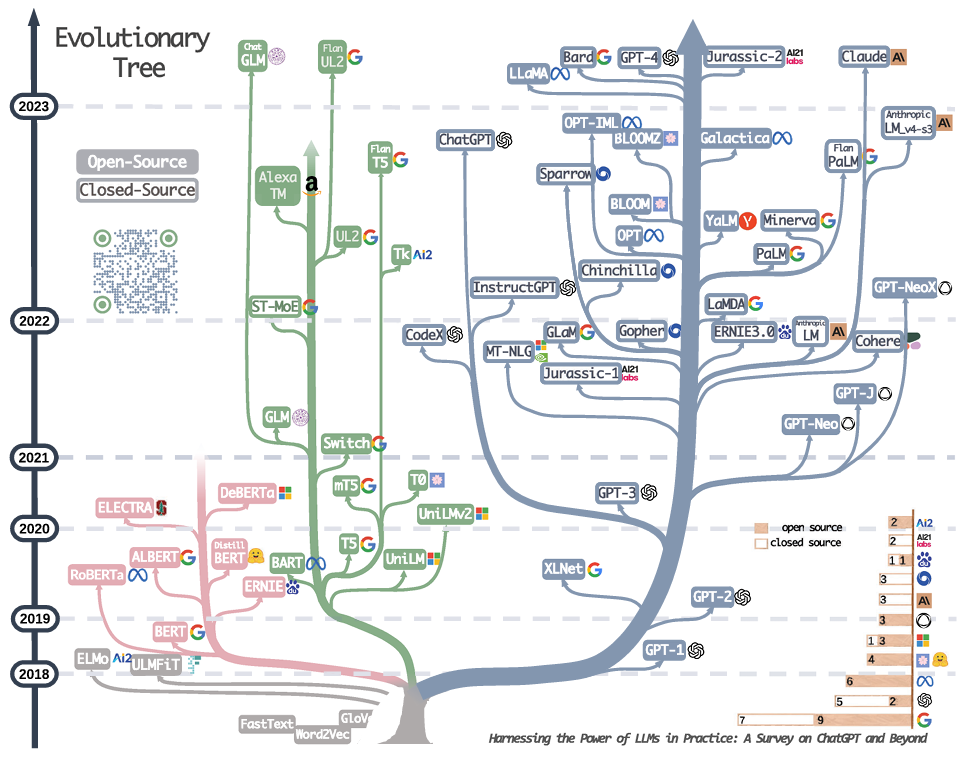 Evolutionary
Tree
Open-Source
Closed-Source
2023
2022
2021
2020
2019
2018
Chat
GLM
Flan
UL2
Alexa
TM
a
Flan
T5
UL2
Tk Ai2
ST-MoE
GLM
Switch
mT5
T0
UniLMv2
T5
BART
UniLM
DeBERTa
ELECTRA
ALBERT
Distill
BERT
RoBERTa
ERNIE
BERT
ELMo Ai2
ULMFiT
FastText
GloV
Word2Vec
Bard
GPT-4
Jurassic-2 AI21 labs
Claude A\
LLaMA
Anthropic
LM_v4-s3 A\
OPT-IML
BLOOMZ
Galactica
ChatGPT
Flan
PaLM
Sparrow
BLOOM
YaLM Y
Minerva
OPT
PaLM
Chinchilla
InstructGPT
GPT-NeoX
LaMDA
CodeX
GLaM
Gopher
ERNIE3.0
Anthropic
LM A\
Cohere
MT-NLG
Jurassic-1 AI21 labs
GPT-J
GPT-Neo
GPT-3
XLNet
GPT-2
GPT-1
open source
closed source
2 Ai2
2 AI21 labs
1 1
3
3 A\
3
1 3
4
6
5 2
7 9
Harnessing the Power of LLMs in Practice: A Survey on ChatGPT and Beyond